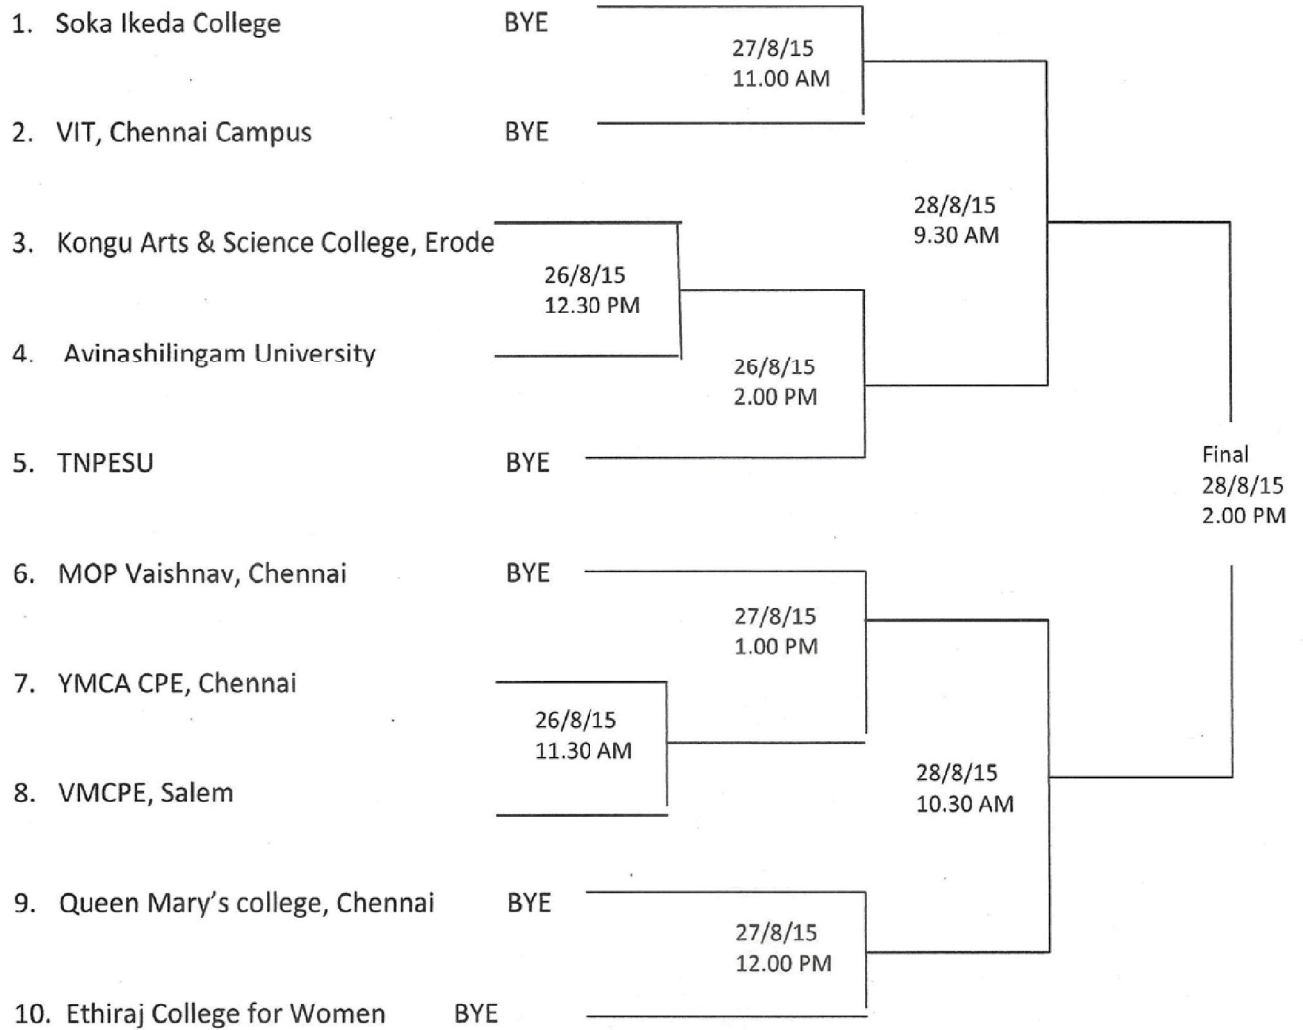 1. Soka Ikeda College BYE
27/8/15
11.00 AM
2. VIT, Chennai Campus BYE
28/8/15
9.30 AM
3. Kongu Arts & Science College, Erode
26/8/15
12.30 PM
4. Avinashilingam University
26/8/15
2.00 PM
5. TNPESU BYE
Final
28/8/15
2.00 PM
6. MOP Vaishnav, Chennai BYE
27/8/15
1.00 PM
7. YMCA CPE, Chennai
26/8/15
11.30 AM
28/8/15
10.30 AM
8. VMCPE, Salem
9. Queen Mary’s college, Chennai BYE
27/8/15
12.00 PM
10. Ethiraj College for Women BYE